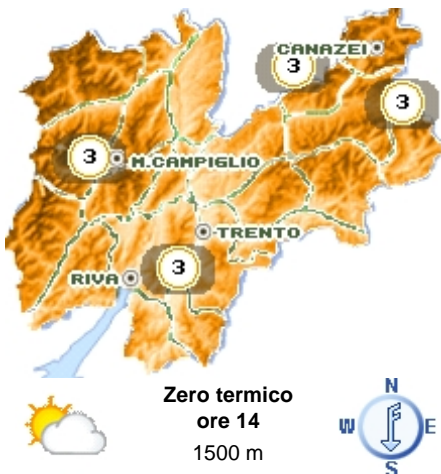 CANAZEI
3
3
3
M.CAMPIGLIO
TRENTO
3
RIVA
Zero termico
ore 14
1500 m
N
W
E
S